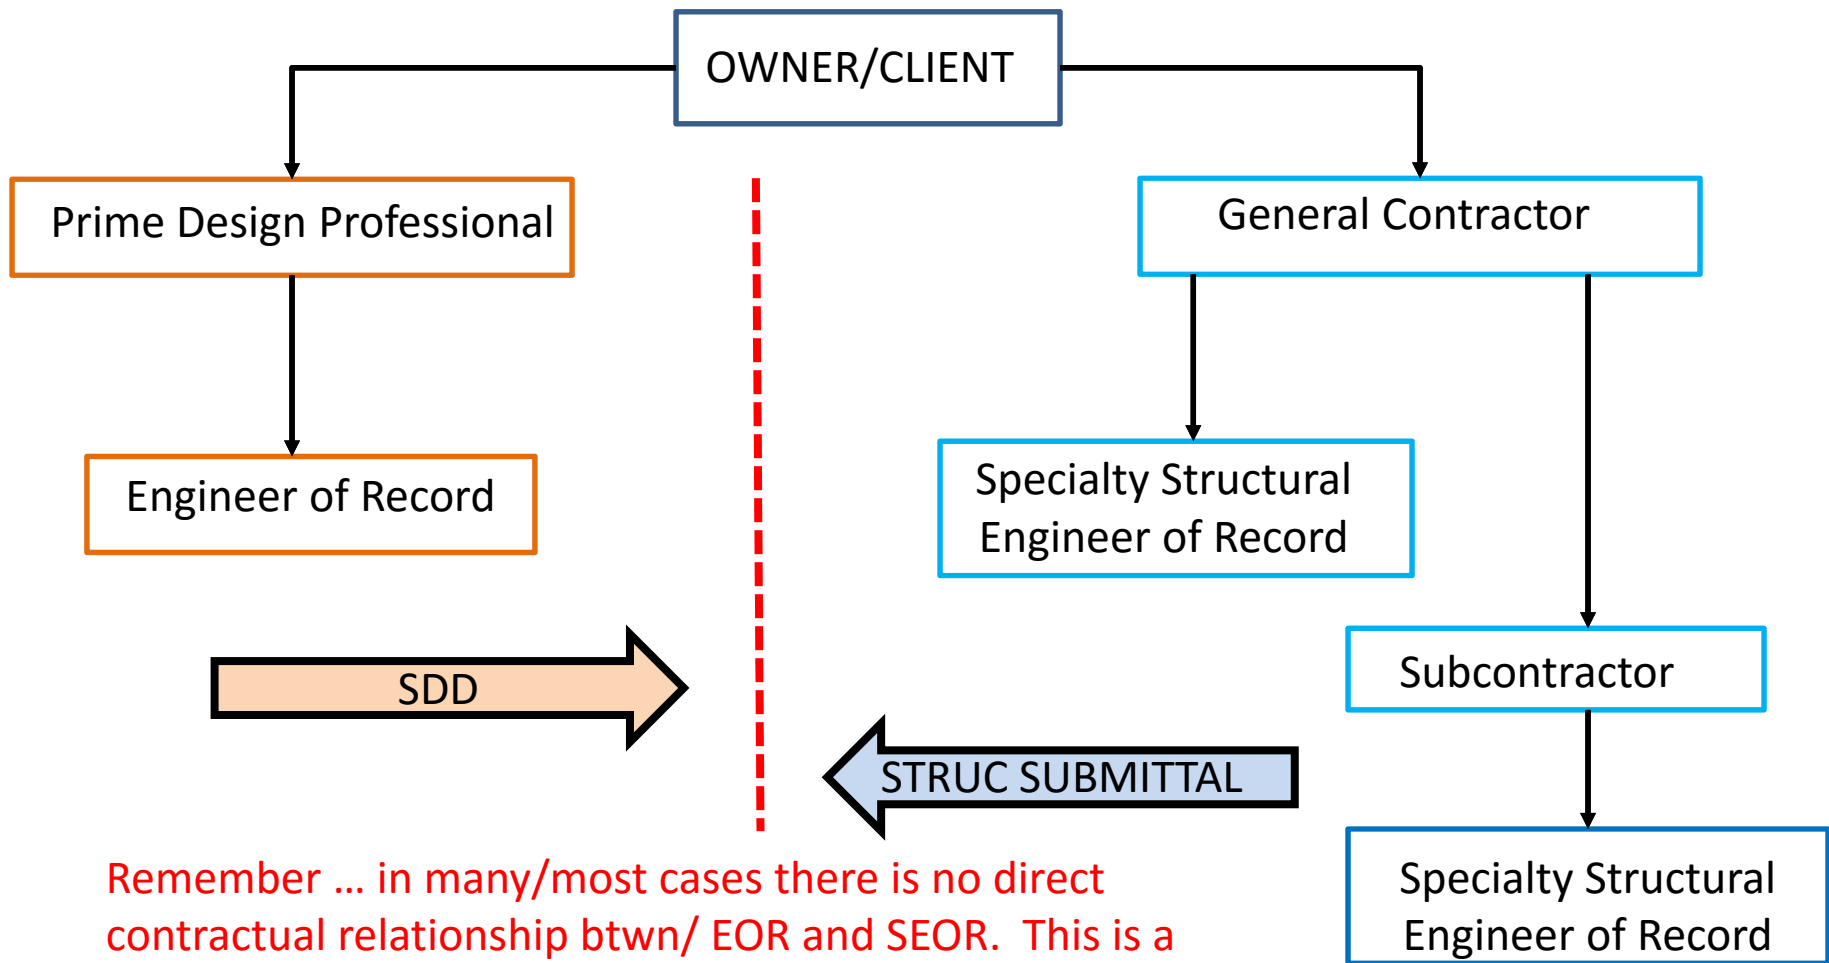 OWNER/CLIENT
Prime Design Professional
General Contractor
Engineer of Record
Specialty Structural
Engineer of Record
SDD
Subcontractor
STRUC SUBMITTAL
Remember … in many/most cases there is no direct
contractual relationship btwn/ EOR and SEOR.  This is a
Specialty Structural
Engineer of Record